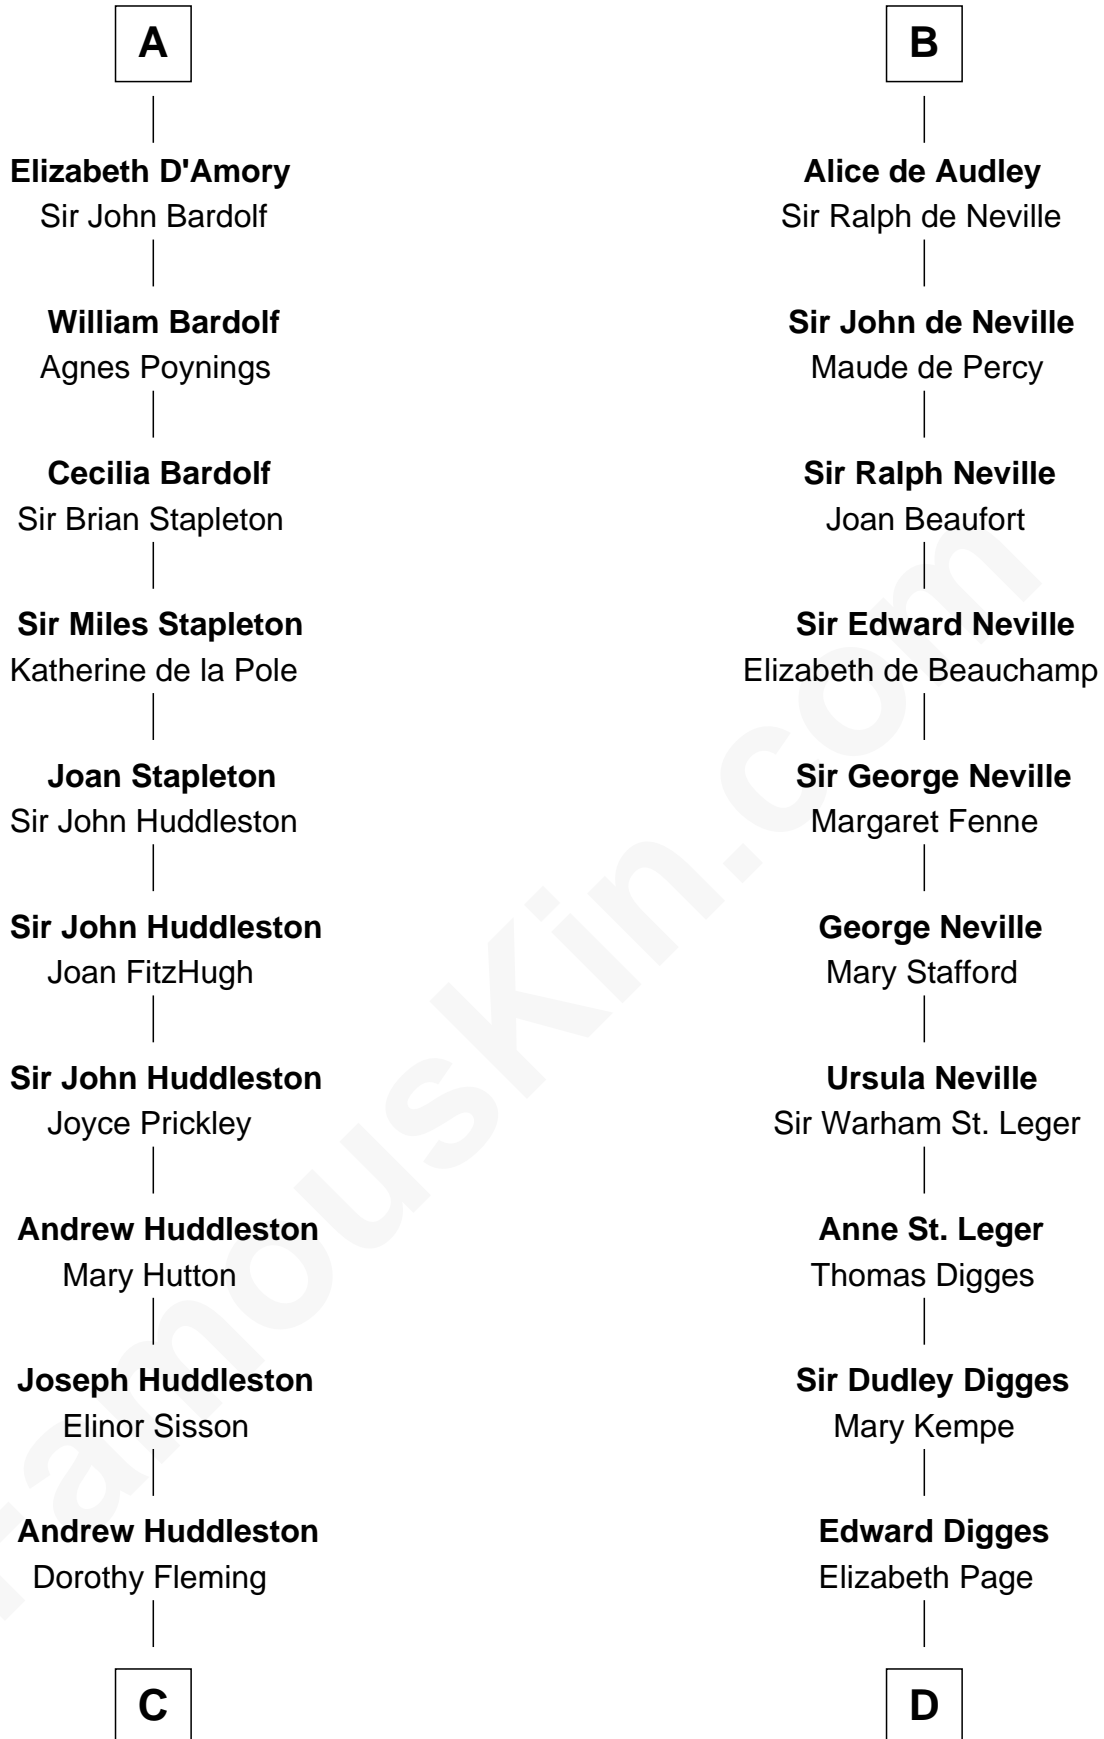 A
Elizabeth D'Amory
Sir John Bardolf
William Bardolf
Agnes Poynings
Cecilia Bardolf
Sir Brian Stapleton
Sir Miles Stapleton
Katherine de la Pole
Joan Stapleton
Sir John Huddleston
Sir John Huddleston
Joan FitzHugh
Sir John Huddleston
Joyce Prickley
Andrew Huddleston
Mary Hutton
Joseph Huddleston
Elinor Sisson
Andrew Huddleston
Dorothy Fleming
C
B
Alice de Audley
Sir Ralph de Neville
Sir John de Neville
Maude de Percy
Sir Ralph Neville
Joan Beaufort
Sir Edward Neville
Elizabeth de Beauchamp
Sir George Neville
Margaret Fenne
George Neville
Mary Stafford
Ursula Neville
Sir Warham St. Leger
Anne St. Leger
Thomas Digges
Sir Dudley Digges
Mary Kempe
Edward Digges
Elizabeth Page
D
FamousKin.com